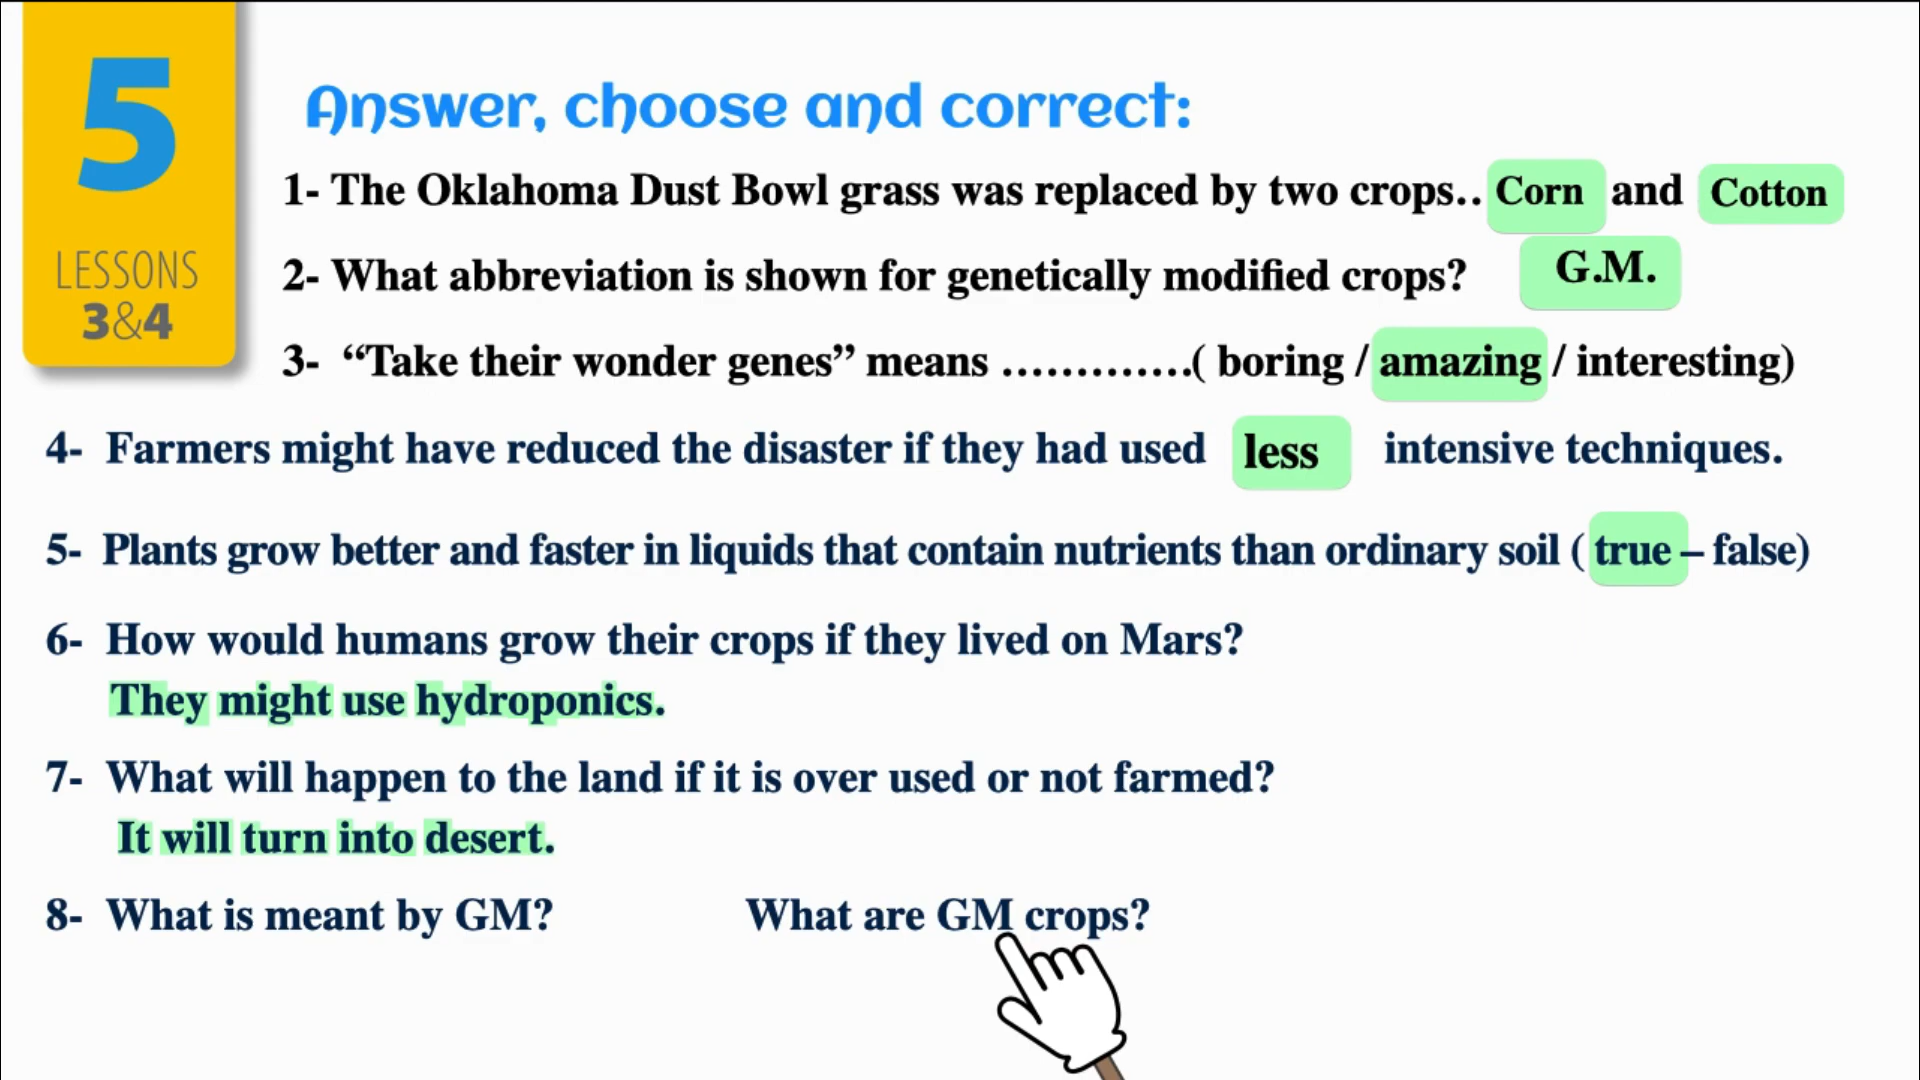 5
LESSONS
3&4
Answer, choose and correct:
1- The Oklahoma Dust Bowl grass was replaced by two crops.. Corn and Cotton
2- What abbreviation is shown for genetically modified crops? G.M.
3- “Take their wonder genes” means .............( boring / amazing / interesting)
4- Farmers might have reduced the disaster if they had used less intensive techniques.
5- Plants grow better and faster in liquids that contain nutrients than ordinary soil ( true – false)
6- How would humans grow their crops if they lived on Mars?
They might use hydroponics.
7- What will happen to the land if it is over used or not farmed?
It will turn into desert.
8- What is meant by GM? What are GM crops?